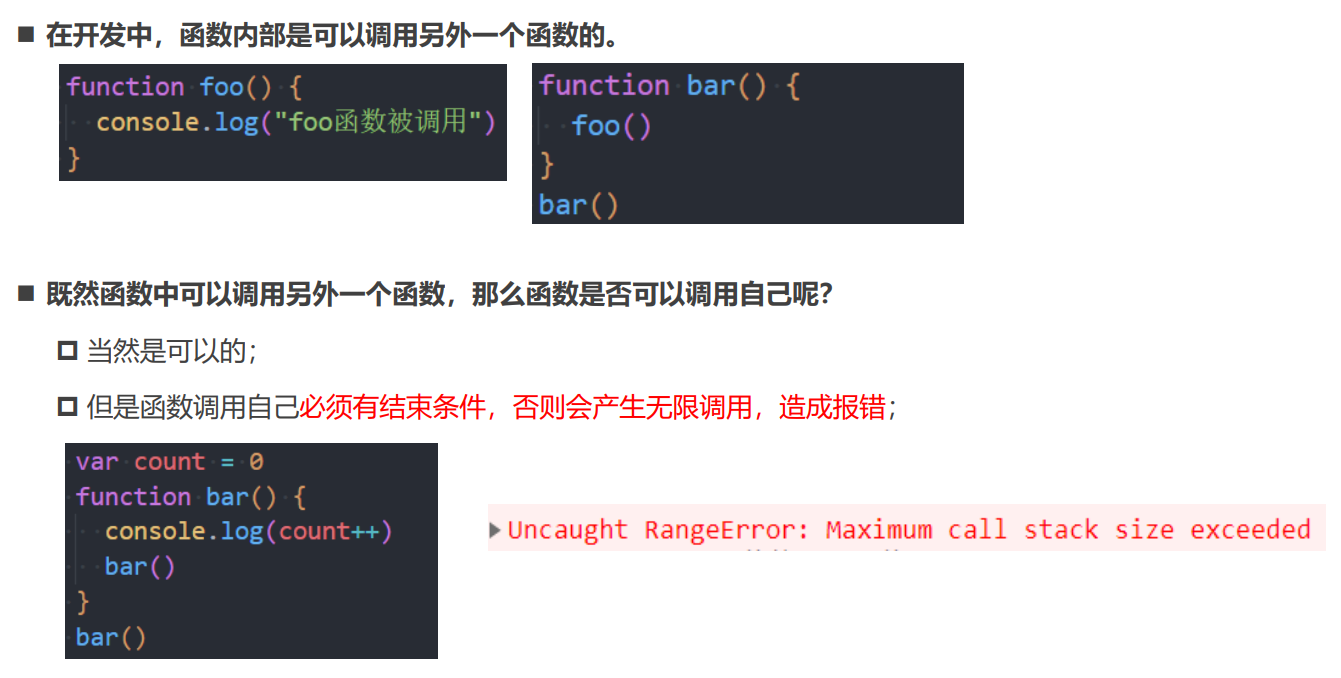 ■ 在开发中，函数内部是可以调用另外一个函数的。
function foo() {
  console.log("foo函数被调用")
}
function bar() {
  foo()
}
bar()
■ 既然函数中可以调用另外一个函数，那么函数是否可以调用自己呢？
当然是可以的；
但是函数调用自己必须有结束条件，否则会产生无限调用，造成报错；
var count = 0
function bar() {
  console.log(count++)
  bar()
}
bar()
Uncaught RangeError: Maximum call stack size exceeded